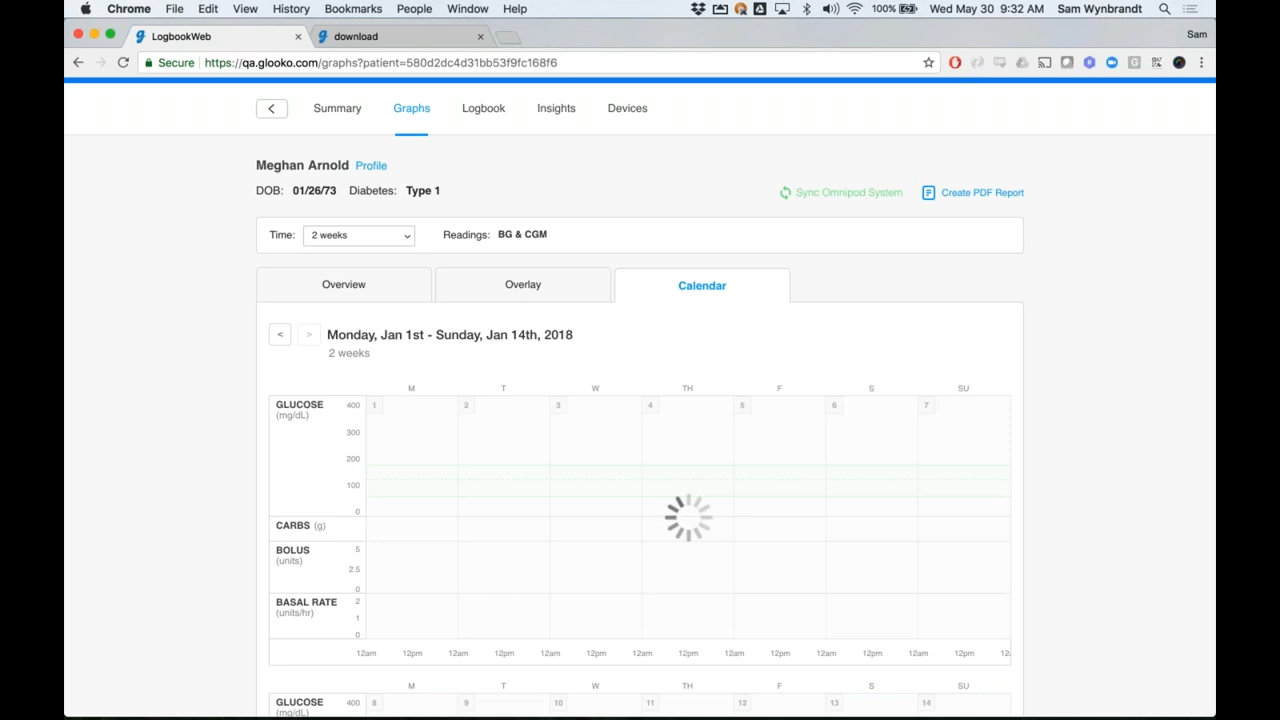 Chrome File Edit View History Bookmarks People Window Help 100% Wed May 30 9:32 AM Sam Wynbrandt
LogbookWeb × download × Sam
Secure https://qa.glooko.com/graphs?patient=580d2dc4d31bb53f9fc168f6
< Summary Graphs Logbook Insights Devices
Meghan Arnold Profile
DOB: 01/26/73 Diabetes: Type 1
Sync Omnipod System Create PDF Report
Time: 2 weeks Readings: BG & CGM
Overview Overlay Calendar
< > Monday, Jan 1st - Sunday, Jan 14th, 2018
2 weeks
M T W TH F S SU
GLUCOSE 400 1 2 3 4 5 6 7
(mg/dL)
300
200
100
0
CARBS (g)
BOLUS 5
(units)
2.5
0
BASAL RATE 2
(units/hr)
1
0
12am 12pm 12am 12pm 12am 12pm 12am 12pm 12am 12pm 12am 12pm 12am 12pm 12
M T W TH F S SU
GLUCOSE 400 8 9 10 11 12 13 14
(mg/dL)